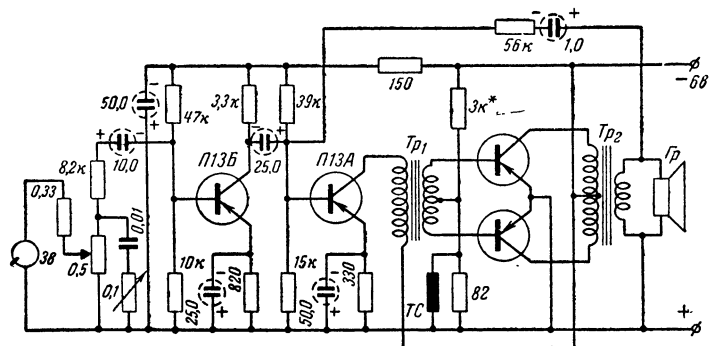 56к
1,0
50,0
47к
3,3к
39к
150
3к*
-6в
10,0
П13Б
25,0
П13А
Тр1
Тр2
Гр
8,2к
0,33
0,01
Зв
0,5
0,1
10к
25,0
820
15к
50,0
330
ТС
82
+